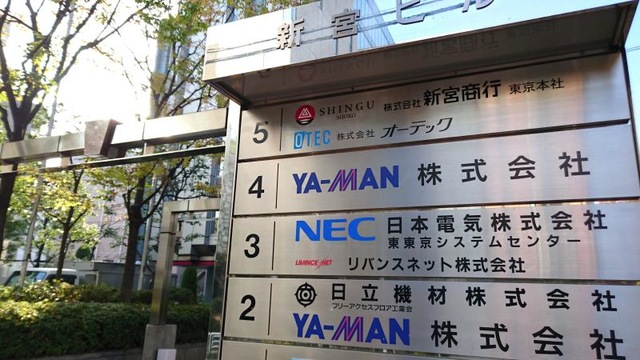 新宮ビル
5 SHINGU SHOKO 株式会社 新宮商行 東京本社
OTEC 株式会社 オーテック
4 YA-MAN 株式会社
3 NEC 日本電気株式会社
東東京システムセンター
LIVANCE NET リバンスネット株式会社
2 日立機材株式会社
フリーアクセスフロア工業会
YA-MAN 株式会社